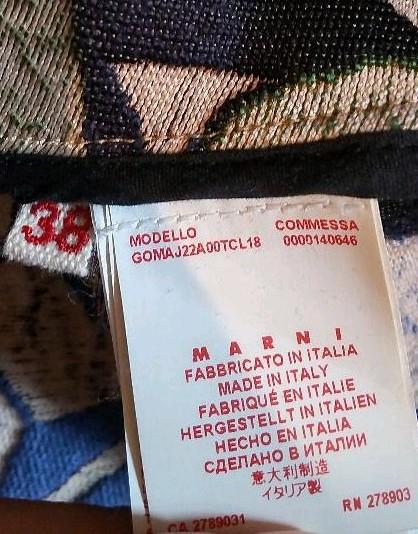 38
MODELLO COMMESSA
GOMAJ22A00TCL18 0000140646
MARNI
FABBRICATO IN ITALIA
MADE IN ITALY
FABRIQUÉ EN ITALIE
HERGESTELLT IN ITALIEN
HECHO EN ITALIA
СДЕЛАНО В ИТАЛИИ
意大利制造
イタリア製
CA 2789031 RN 278903